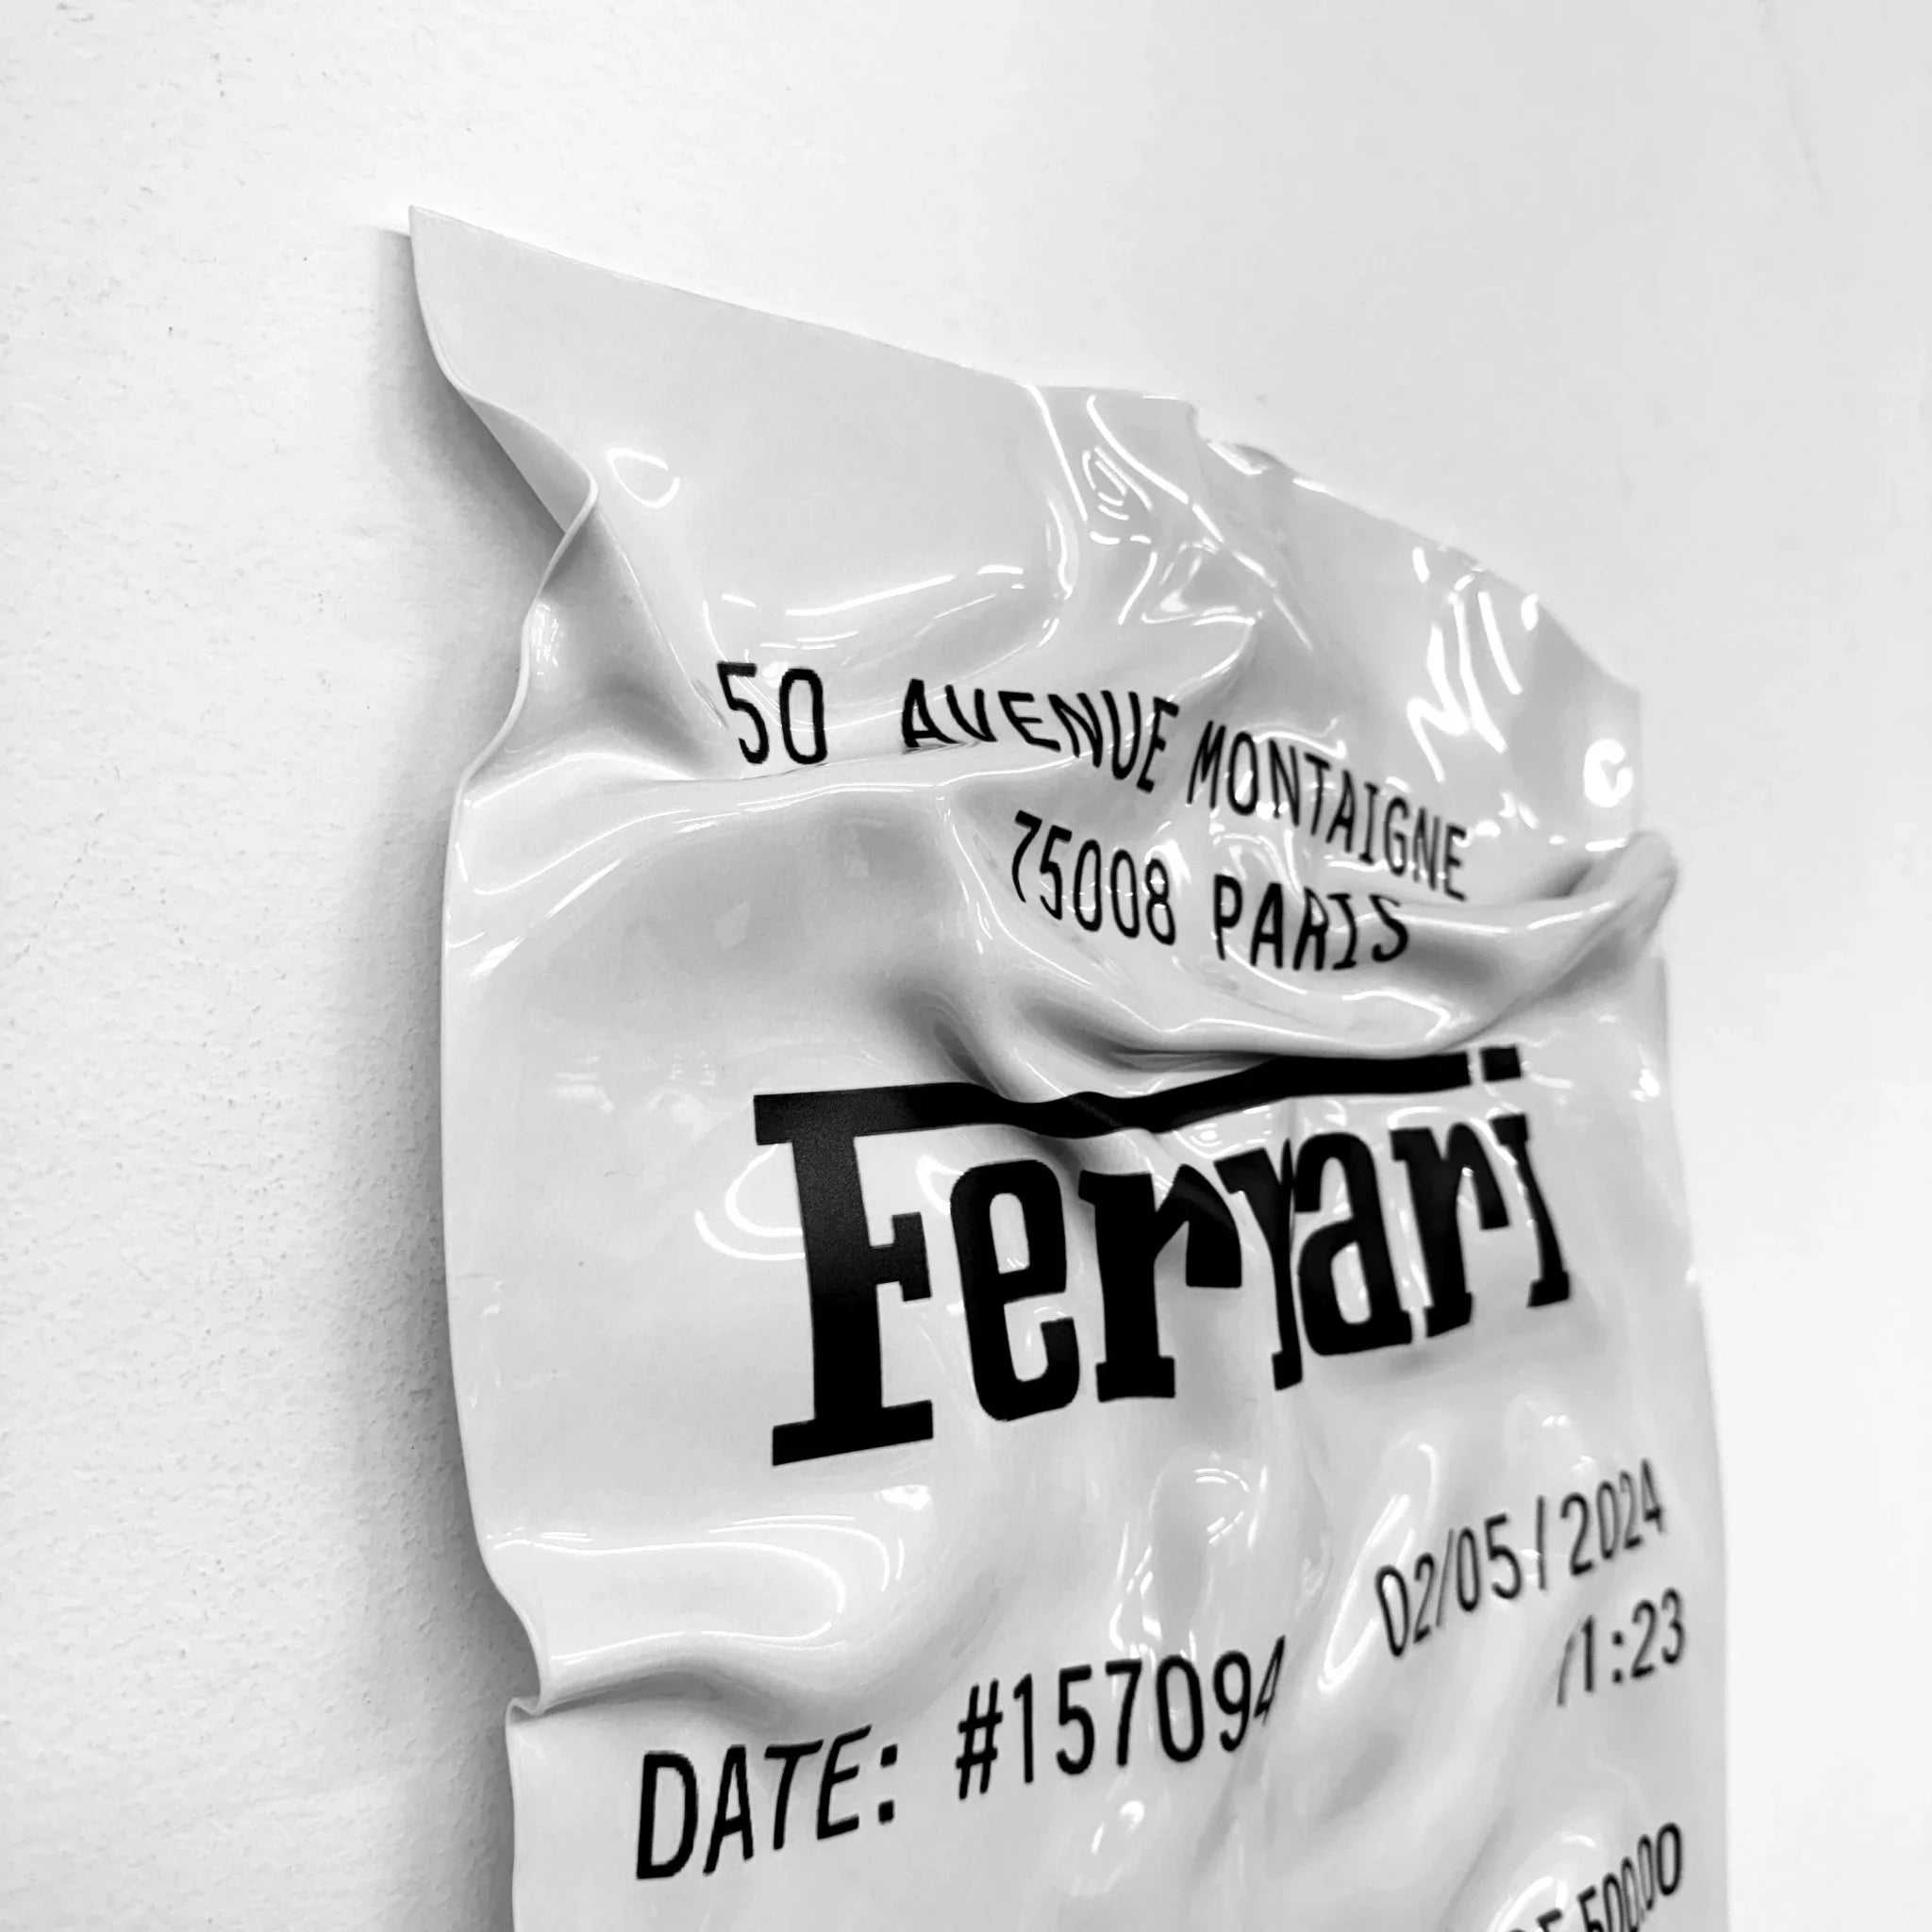 50 AVENUE MONTAIGNE
75008 PARIS
Ferrari
02/05/2024
DATE: #157094